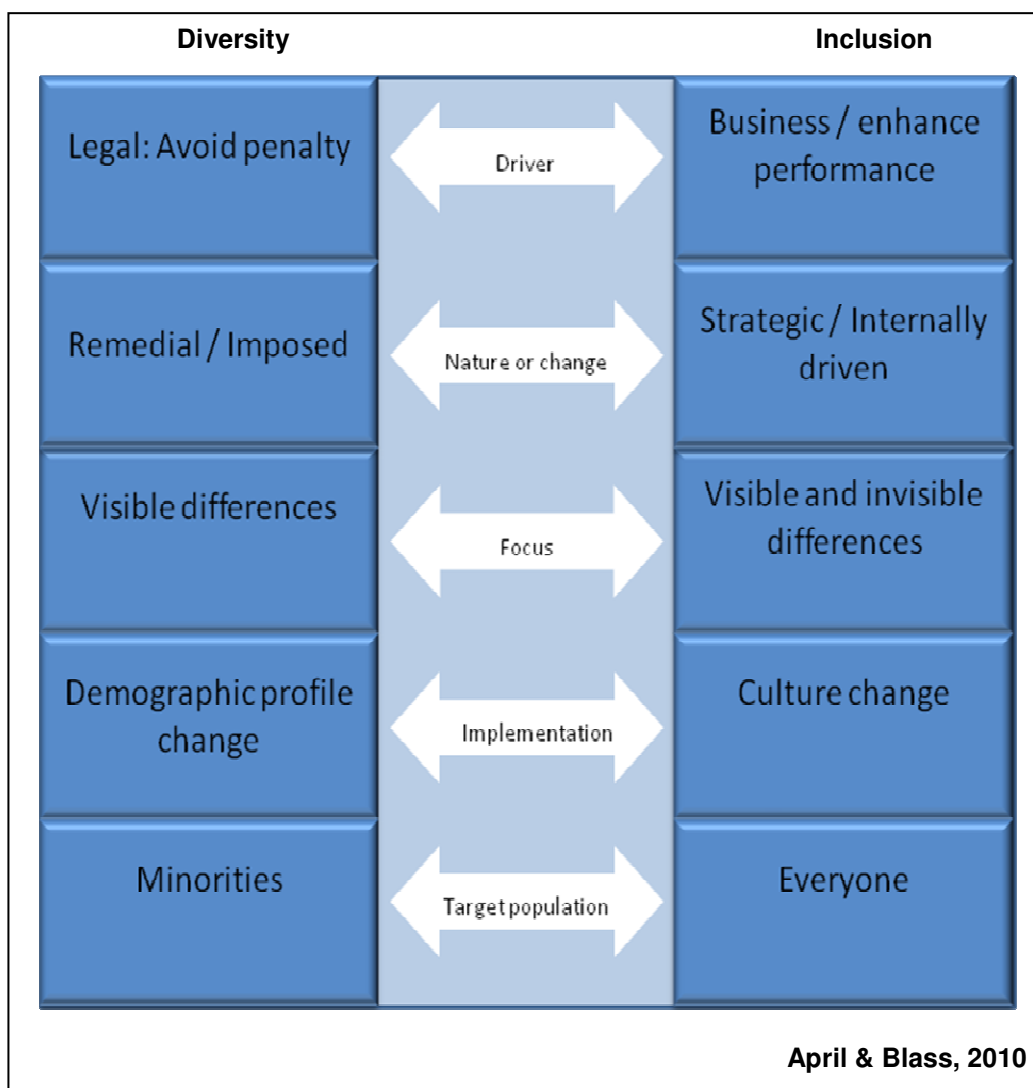 Diversity
Inclusion
Legal: Avoid penalty
Driver
Business / enhance
performance
Remedial / Imposed
Nature or change
Strategic / Internally
driven
Visible differences
Focus
Visible and invisible
differences
Demographic profile
change
Implementation
Culture change
Minorities
Target population
Everyone
April & Blass, 2010